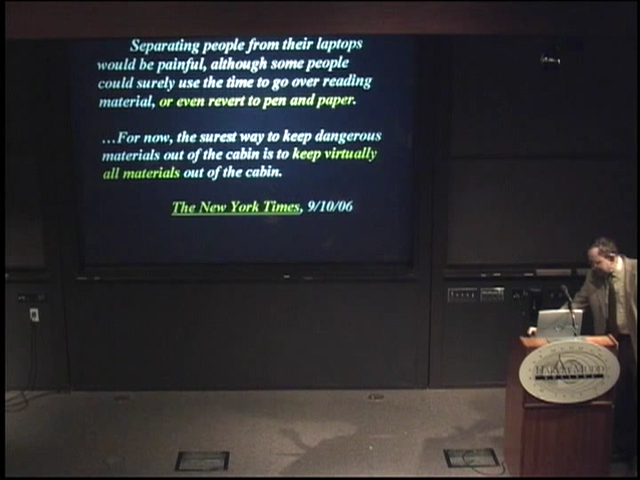 Separating people from their laptops
would be painful, although some people
could surely use the time to go over reading
material, or even revert to pen and paper.
...For now, the surest way to keep dangerous
materials out of the cabin is to keep virtually
all materials out of the cabin.
The New York Times, 9/10/06
HARVEY MUDD
COLLEGE